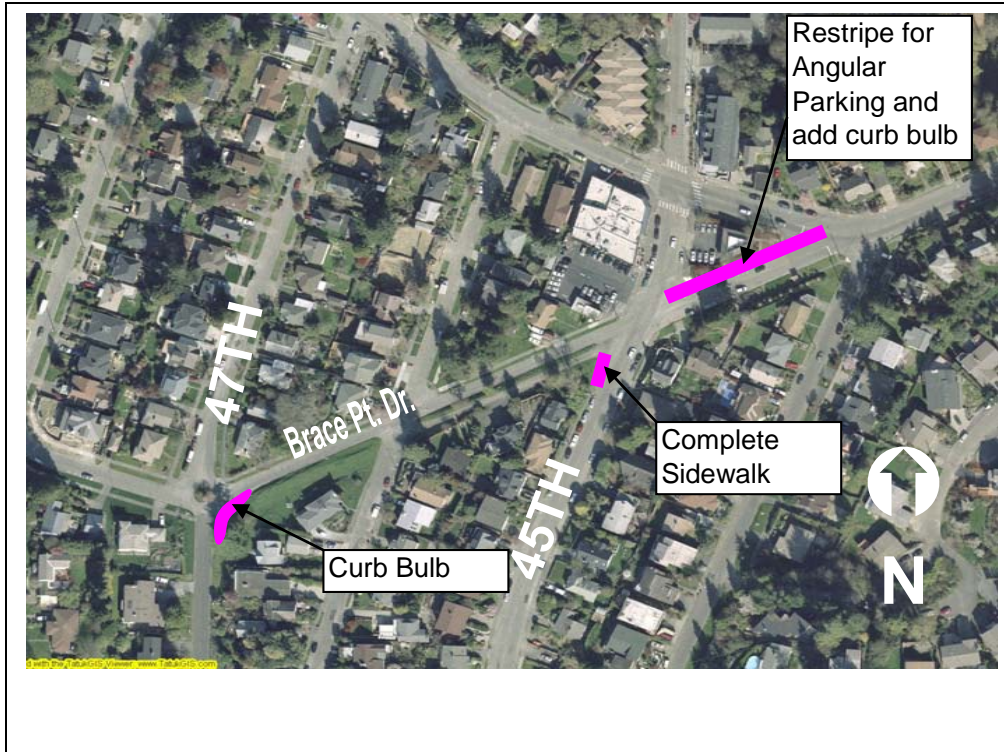 Restripe for
Angular
Parking and
add curb bulb
47TH
Brace Pt. Dr.
Complete
Sidewalk
45TH
N
Curb Bulb
d with the TatukGIS Viewer. www.TatukGIS.com